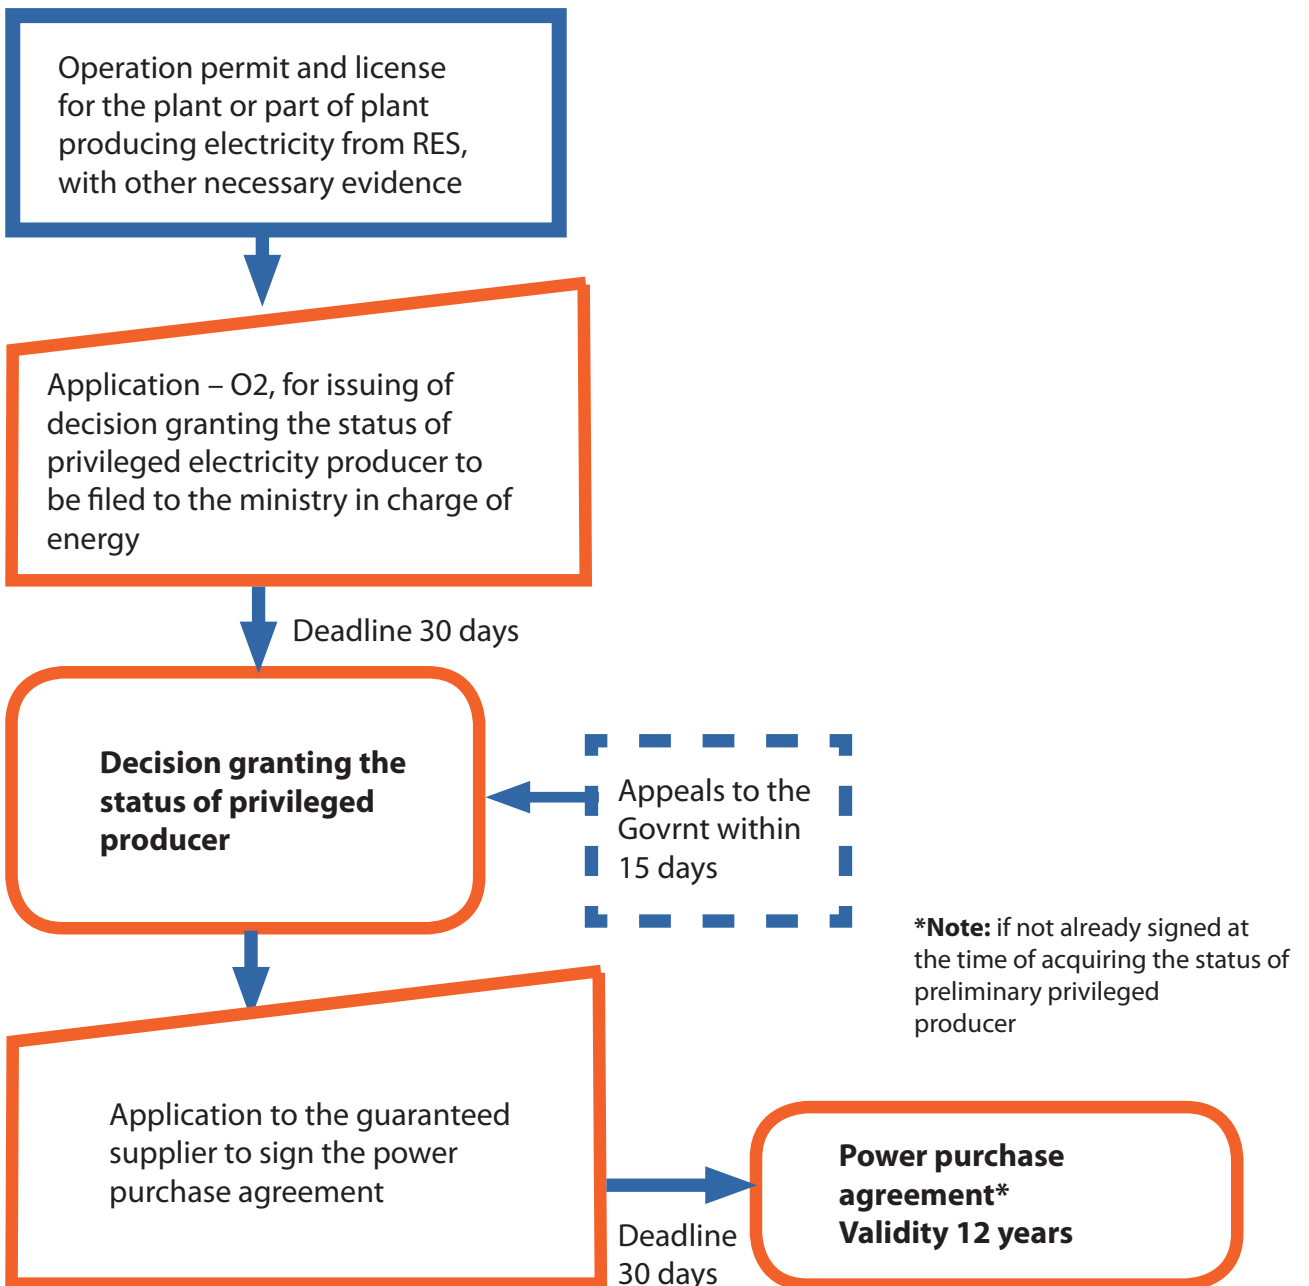 Operation permit and license
for the plant or part of plant
producing electricity from RES,
with other necessary evidence
Application – O2, for issuing of
decision granting the status of
privileged electricity producer to
be filed to the ministry in charge of
energy
Deadline 30 days
Decision granting the
status of privileged
producer
Appeals to the
Govrnt within
15 days
*Note: if not already signed at
the time of acquiring the status of
preliminary privileged
producer
Application to the guaranteed
supplier to sign the power
purchase agreement
Deadline
30 days
Power purchase
agreement*
Validity 12 years